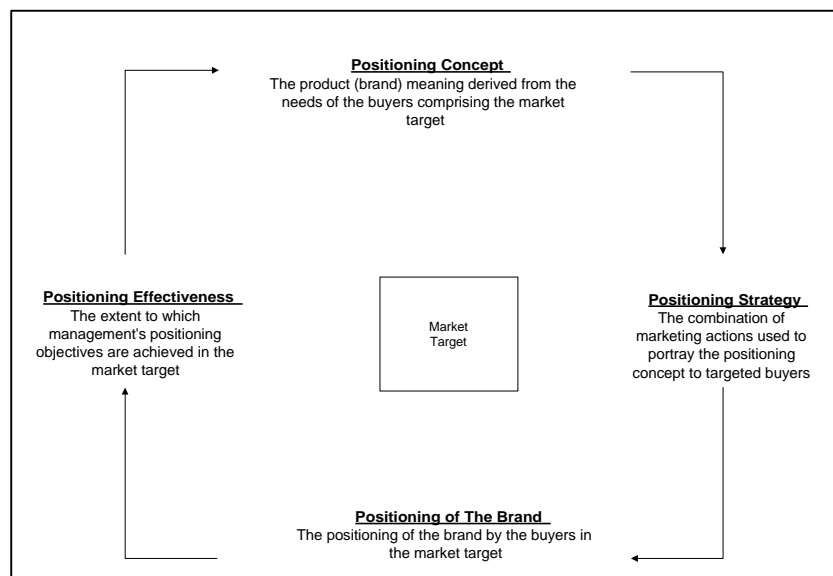 Positioning Concept
The product (brand) meaning derived from the
needs of the buyers comprising the market
target
Positioning Effectiveness
The extent to which
management's positioning
objectives are achieved in the
market target
Market
Target
Positioning Strategy
The combination of
marketing actions used to
portray the positioning
concept to targeted buyers
Positioning of The Brand
The positioning of the brand by the buyers in
the market target